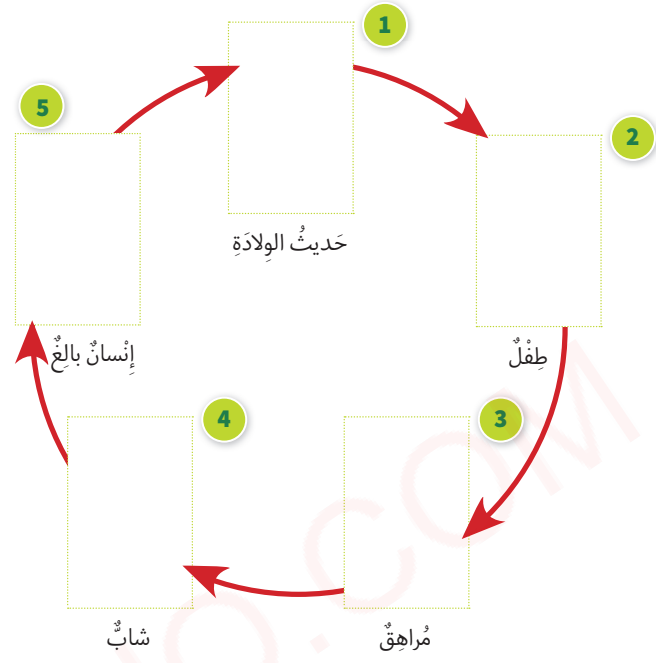 1
حَديثُ الوِلادَةِ
2
طِفْلٌ
3
مُراهِقٌ
4
شابٌّ
5
إِنْسانٌ بالِغٌ